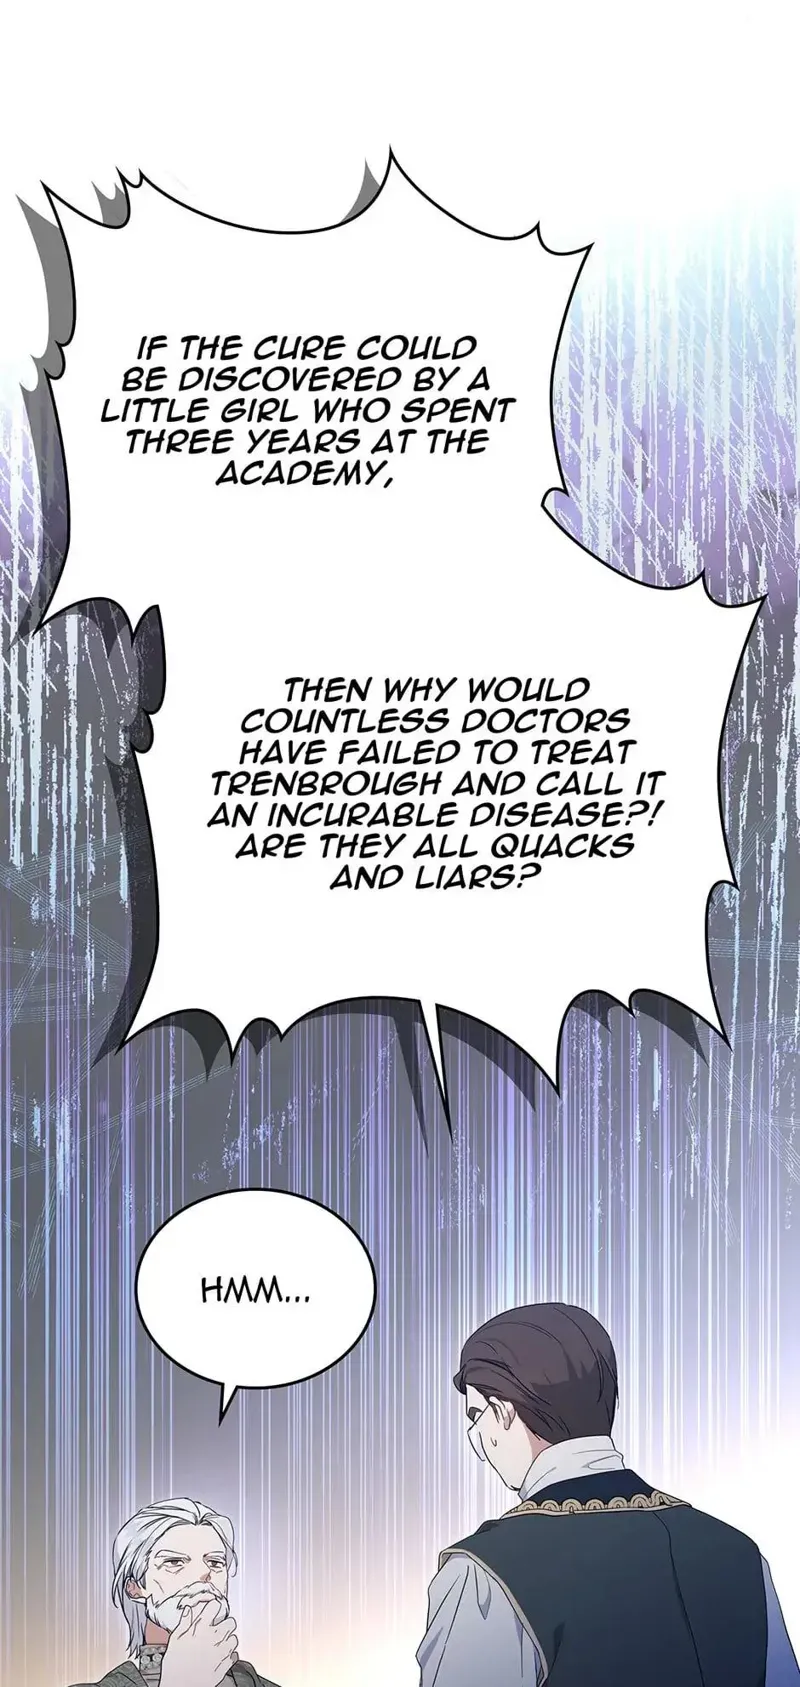 IF THE CURE COULD
BE DISCOVERED BY A
LITTLE GIRL WHO SPENT
THREE YEARS AT THE
ACADEMY,
THEN WHY WOULD
COUNTLESS DOCTORS
HAVE FAILED TO TREAT
TRENBROUGH AND CALL IT
AN INCURABLE DISEASE?!
ARE THEY ALL QUACKS
AND LIARS?
HMM...